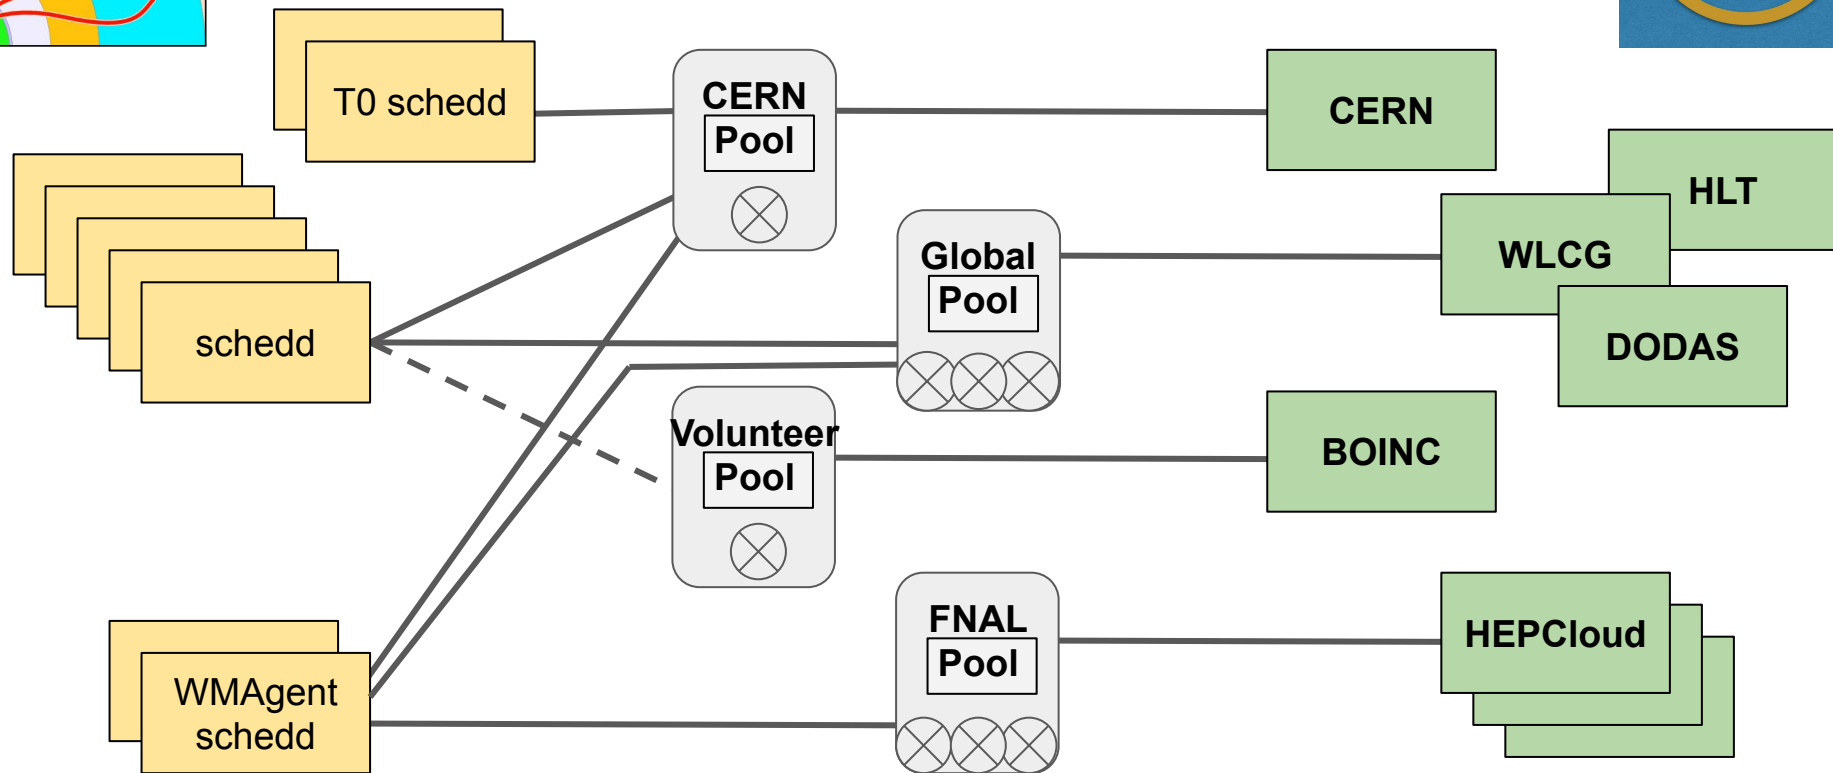 T0 schedd
CERN
Pool
CERN
HLT
WLCG
Global
Pool
schedd
DODAS
Volunteer
Pool
BOINC
FNAL
Pool
HEPCloud
WMAgent
schedd